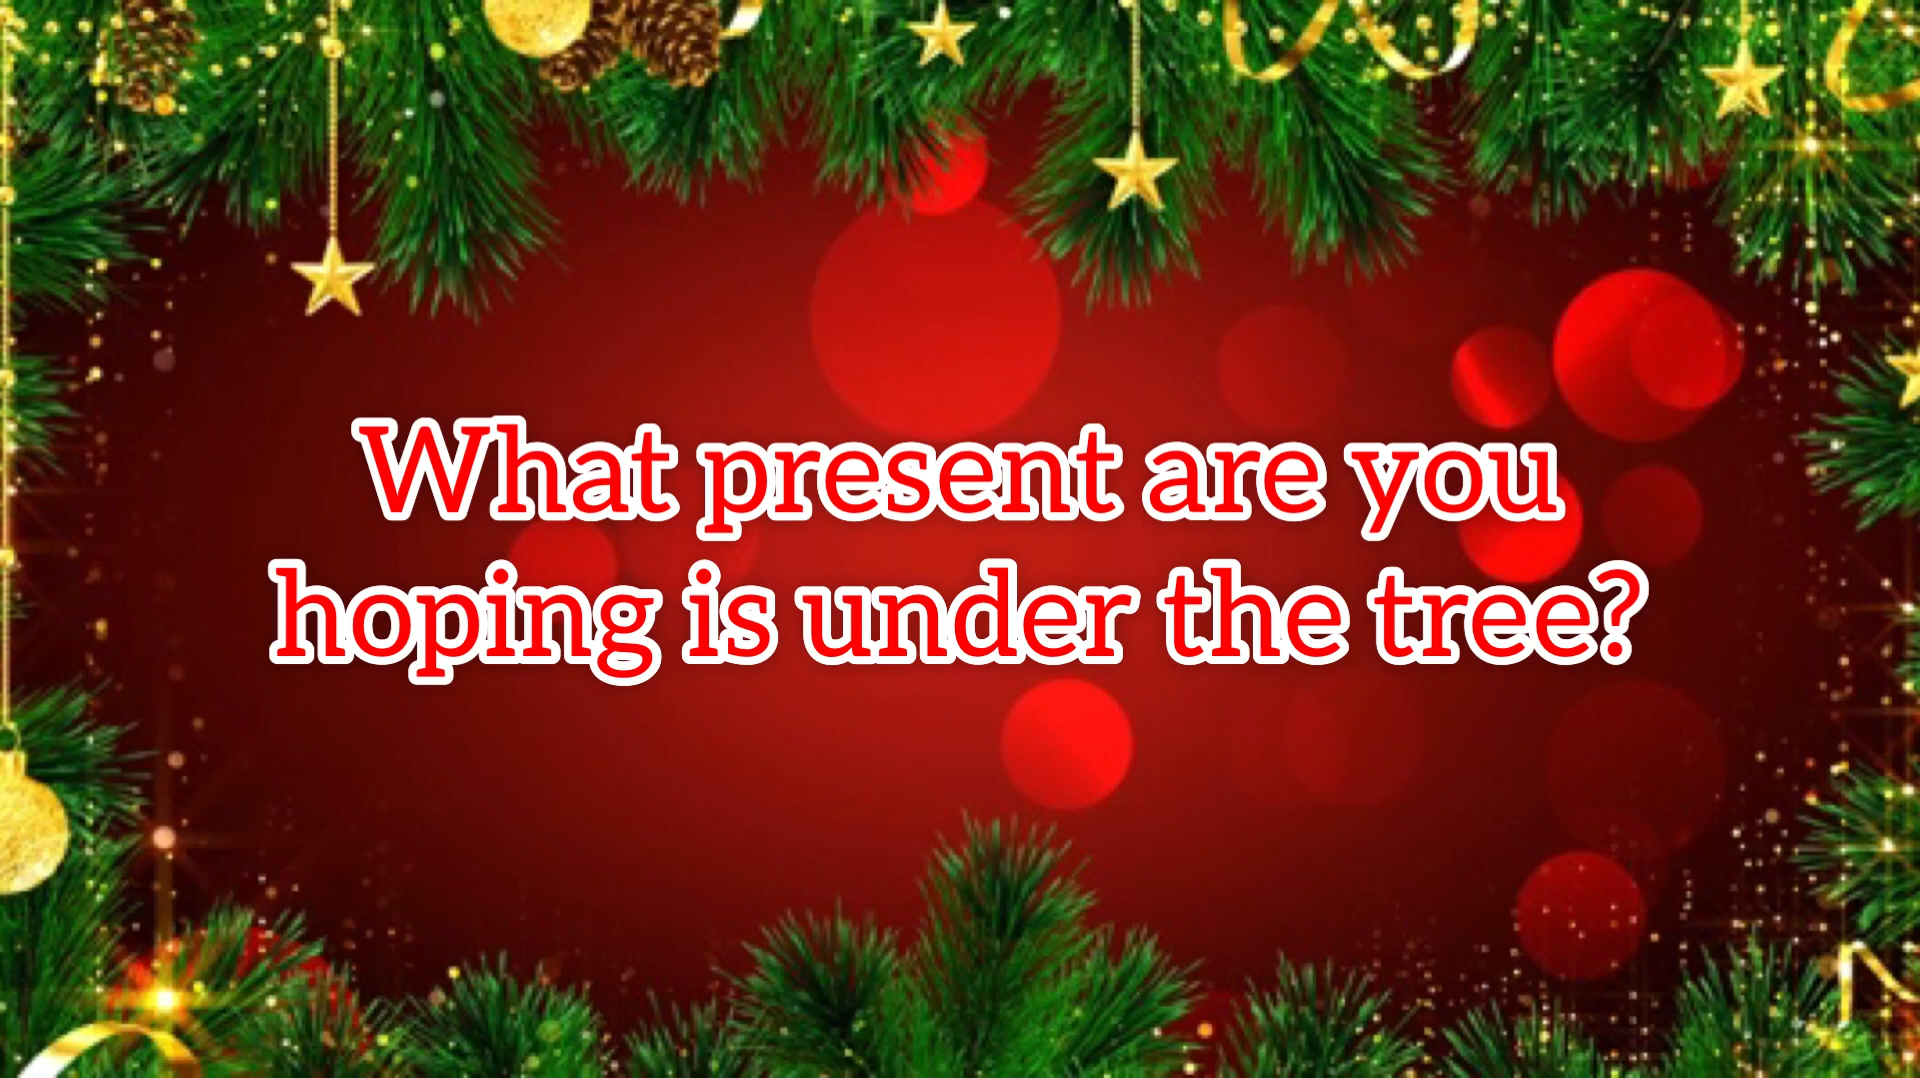 What present are you
hoping is under the tree?